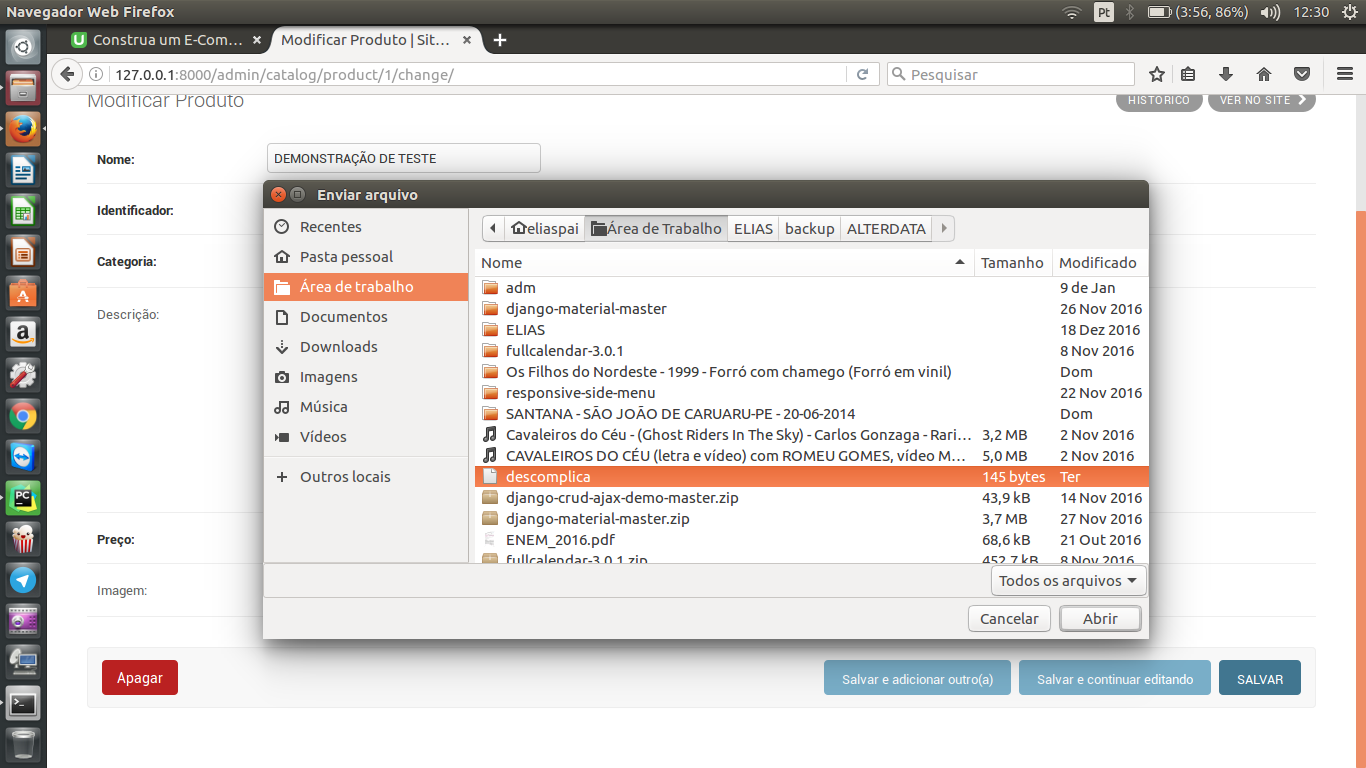 Navegador Web Firefox
Pt
(3:56, 86%)
12:30
Construa um E-Com...
Modificar Produto | Sit...
127.0.0.1:8000/admin/catalog/product/1/change/
Pesquisar
Modificar Produto
HISTÓRICO
VER NO SITE
Nome:
DEMONSTRAÇÃO DE TESTE
Identificador:
Categoria:
Descrição:
Preço:
Imagem:
Enviar arquivo
Recentes
Pasta pessoal
Área de trabalho
Documentos
Downloads
Imagens
Música
Vídeos
Outros locais
eliaspai Área de Trabalho ELIAS backup ALTERDATA
Nome Tamanho Modificado
adm 9 de Jan
django-material-master 26 Nov 2016
ELIAS 18 Dez 2016
fullcalendar-3.0.1 8 Nov 2016
Os Filhos do Nordeste - 1999 - Forró com chamego (Forró em vinil) Dom
responsive-side-menu 22 Nov 2016
SANTANA - SÃO JOÃO DE CARUARU-PE - 20-06-2014 Dom
Cavaleiros do Céu - (Ghost Riders In The Sky) - Carlos Gonzaga - Rari... 3,2 MB 2 Nov 2016
CAVALEIROS DO CÉU (letra e vídeo) com ROMEU GOMES, vídeo M... 5,0 MB 2 Nov 2016
descomplica 145 bytes Ter
django-crud-ajax-demo-master.zip 43,9 kB 14 Nov 2016
django-material-master.zip 3,7 MB 27 Nov 2016
ENEM_2016.pdf 68,6 kB 21 Out 2016
fullcalendar-3.0.1.zip 452,7 kB 8 Nov 2016
Todos os arquivos
Cancelar
Abrir
Apagar
Salvar e adicionar outro(a)
Salvar e continuar editando
SALVAR